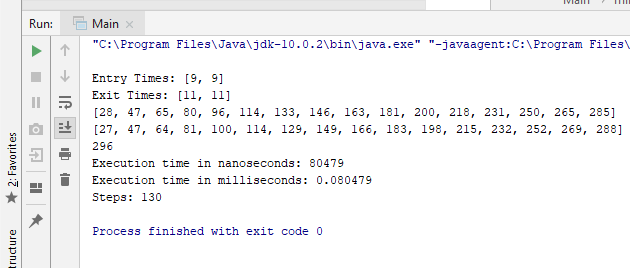 Main
Run:
Main
"C:\Program Files\Java\jdk-10.0.2\bin\java.exe" "-javaagent:C:\Program Files\
Entry Times: [9, 9]
Exit Times: [11, 11]
[28, 47, 65, 80, 96, 114, 133, 146, 163, 181, 200, 218, 231, 250, 265, 285]
[27, 47, 64, 81, 100, 114, 129, 149, 166, 183, 198, 215, 232, 252, 269, 288]
296
Execution time in nanoseconds: 80479
Execution time in milliseconds: 0.080479
Steps: 130
Process finished with exit code 0
2: Favorites
tructure